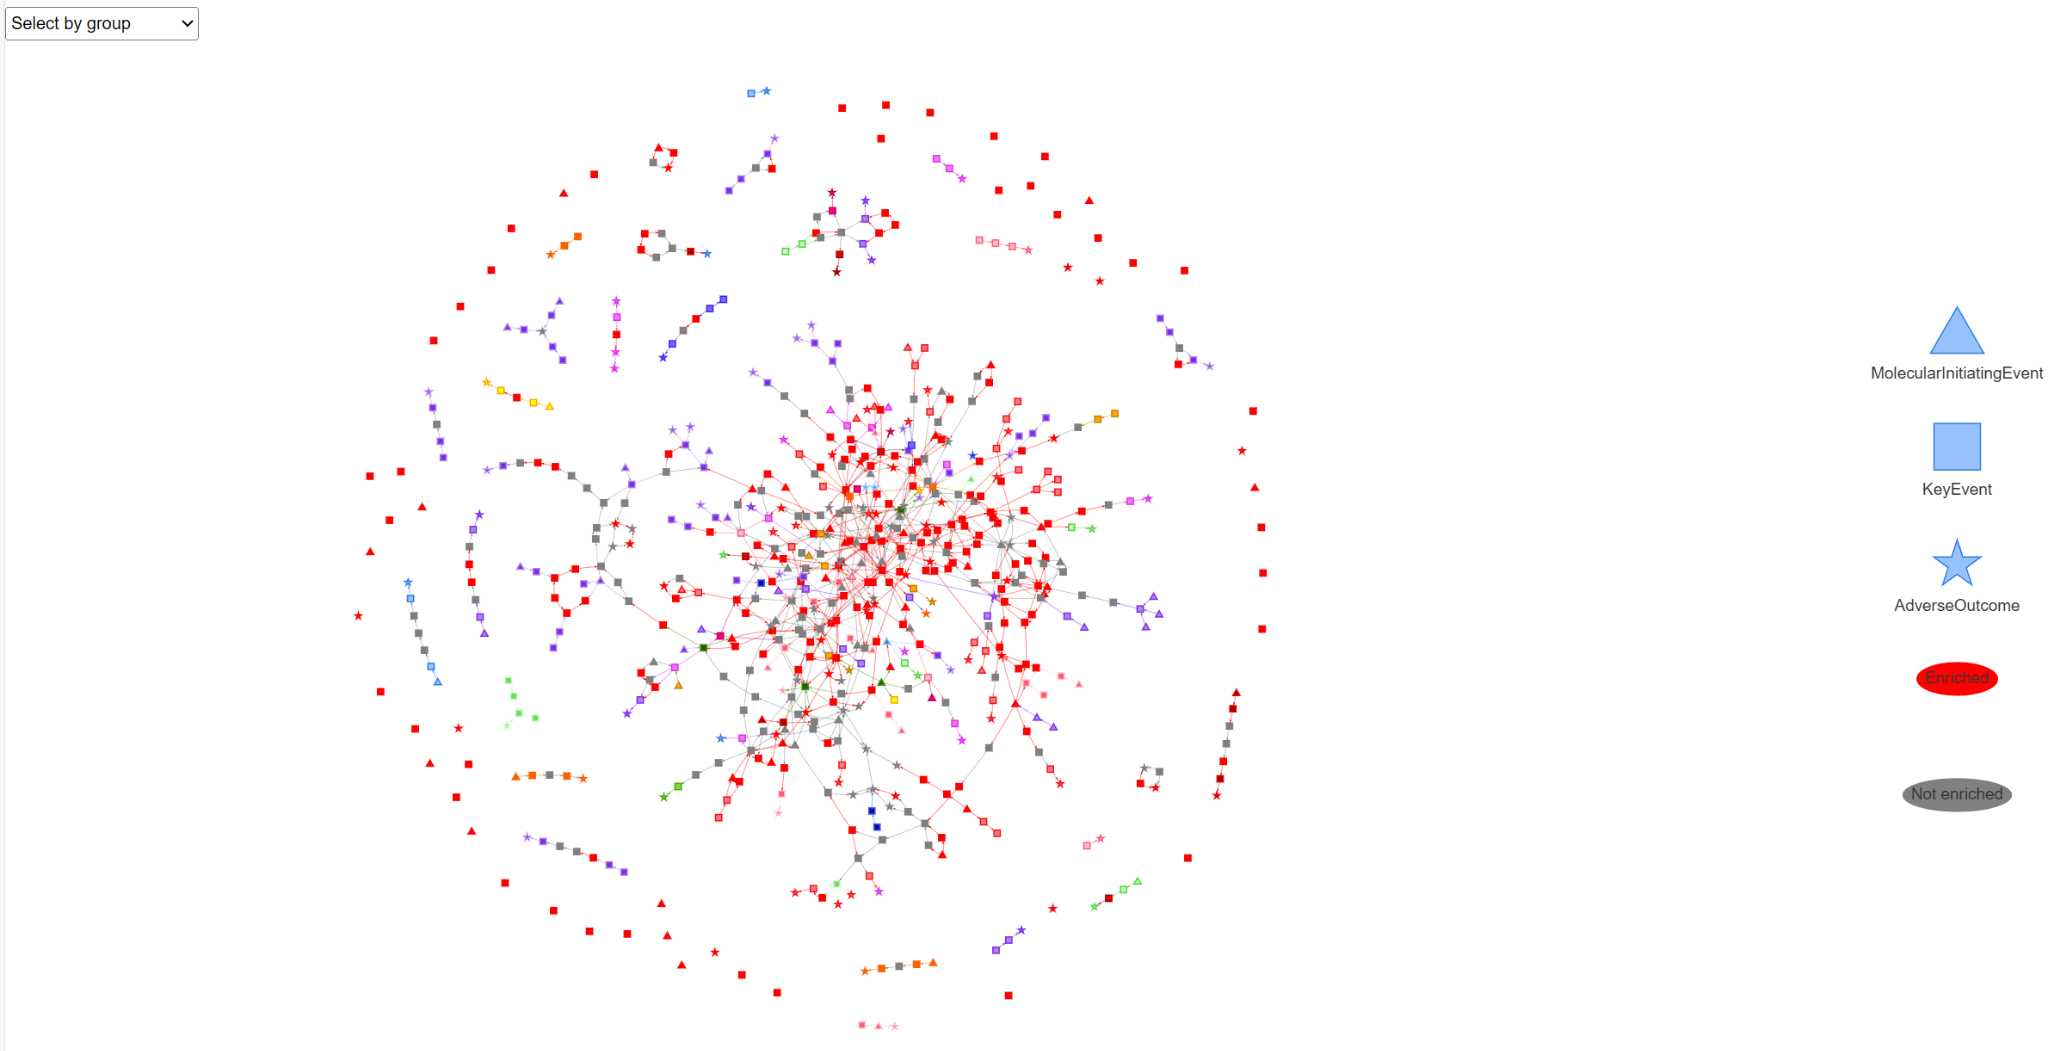 Select by group
MolecularInitiatingEvent
KeyEvent
AdverseOutcome
Enriched
Not enriched